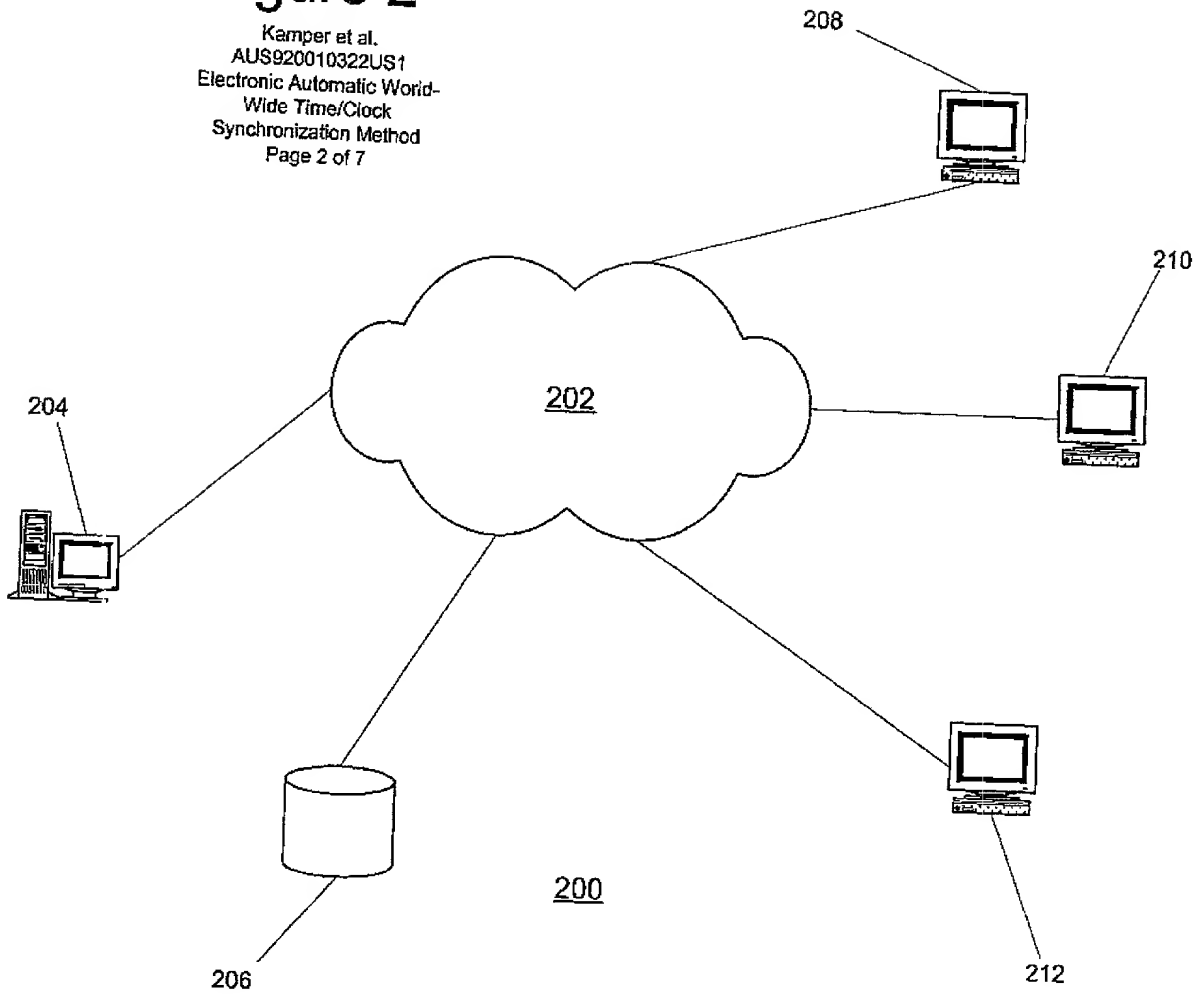 Kamper et al.
AUS920010322US1
Electronic Automatic World-
Wide Time/Clock
Synchronization Method
Page 2 of 7
208
210
202
204
200
206
212